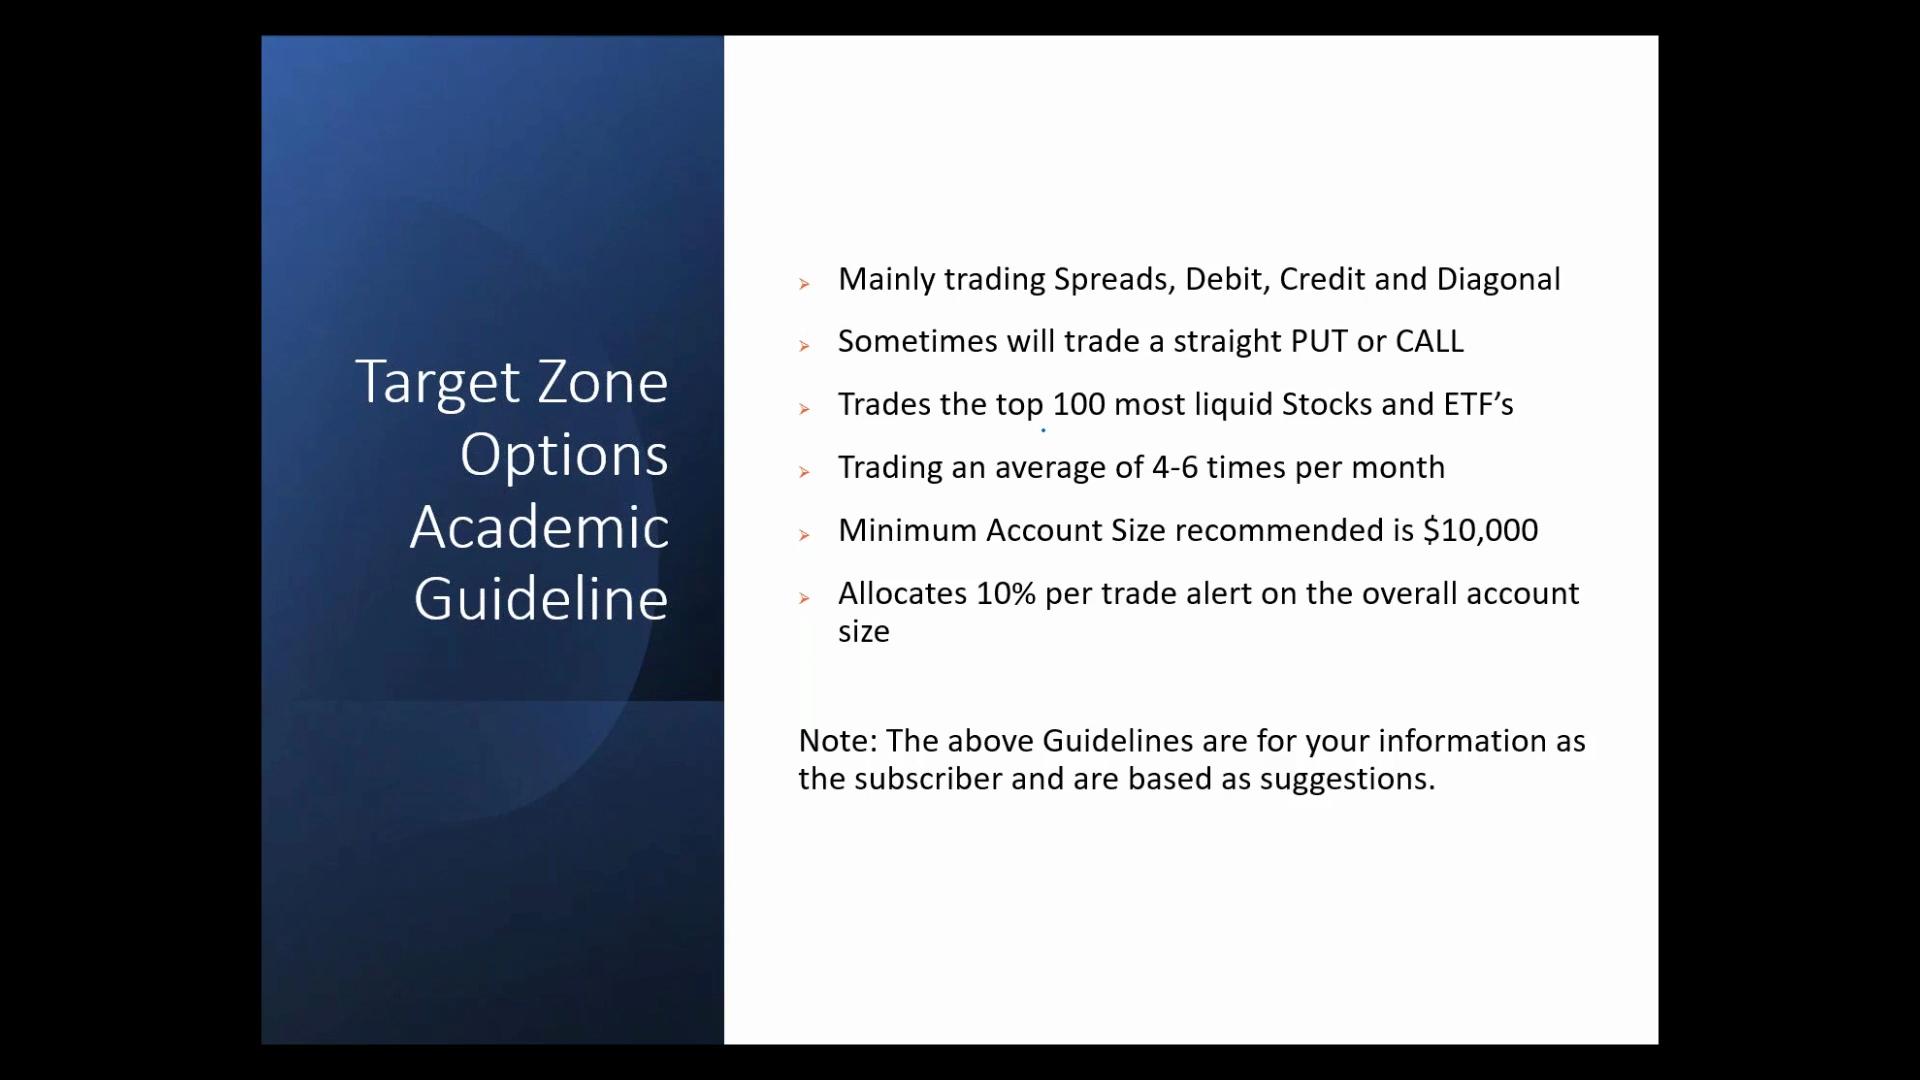 Target Zone
Options
Academic
Guideline
Mainly trading Spreads, Debit, Credit and Diagonal
Sometimes will trade a straight PUT or CALL
Trades the top 100 most liquid Stocks and ETF’s
Trading an average of 4-6 times per month
Minimum Account Size recommended is $10,000
Allocates 10% per trade alert on the overall account
size
Note: The above Guidelines are for your information as
the subscriber and are based as suggestions.